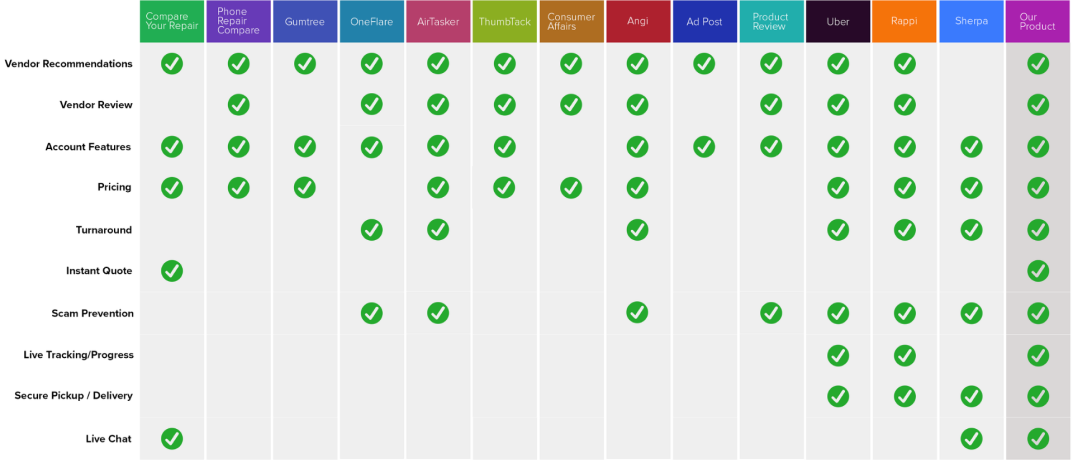 Compare
Your Repair
Phone
Repair
Compare
Gumtree
OneFlare
AirTasker
ThumbTack
Consumer
Affairs
Angi
Ad Post
Product
Review
Uber
Rappi
Sherpa
Our
Product
Vendor Recommendations
Vendor Review
Account Features
Pricing
Turnaround
Instant Quote
Scam Prevention
Live Tracking/Progress
Secure Pickup / Delivery
Live Chat